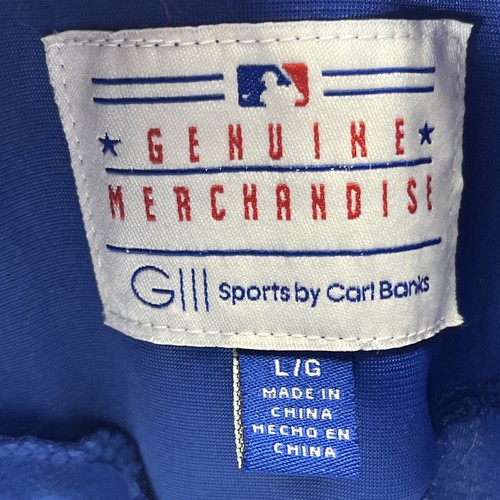 GENUINE
MERCHANDISE
GIII Sports by Carl Banks
L/G
MADE IN
CHINA
HECHO EN
CHINA